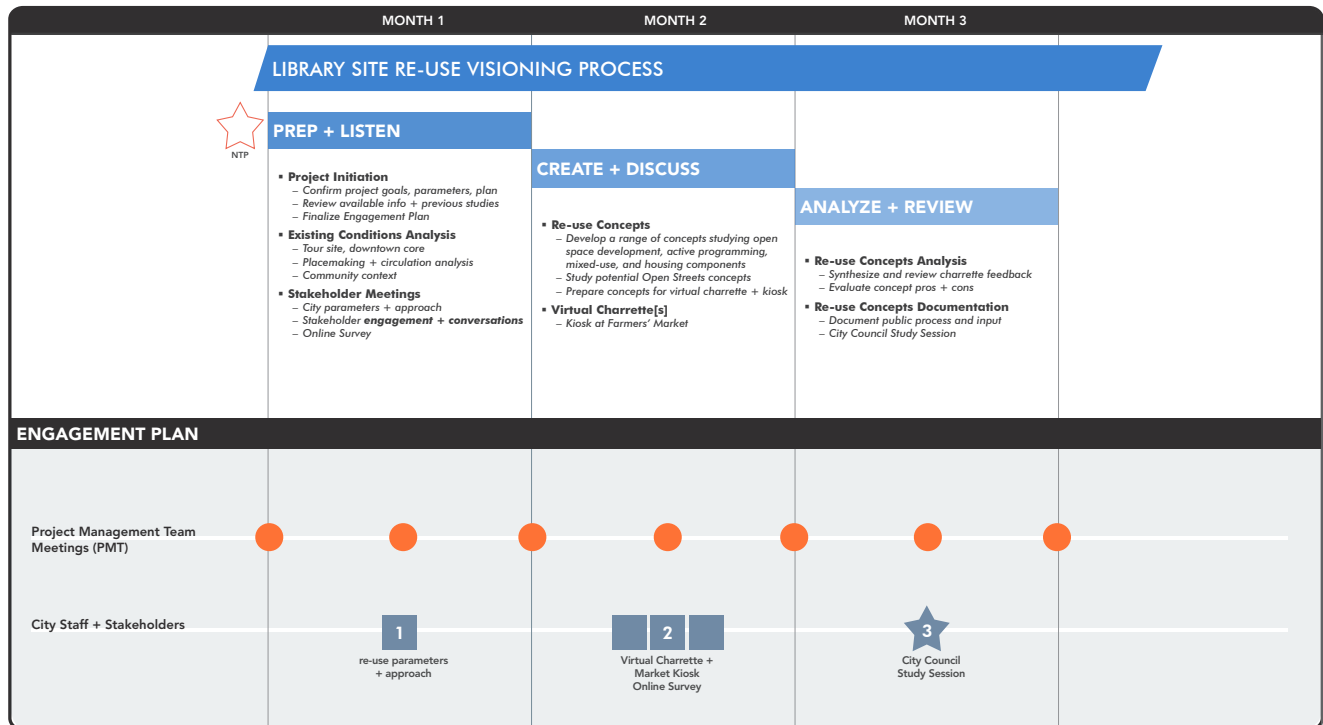 MONTH 1
MONTH 2
MONTH 3
LIBRARY SITE RE-USE VISIONING PROCESS
NTP
PREP + LISTEN
▪ Project Initiation
– Confirm project goals, parameters, plan
– Review available info + previous studies
– Finalize Engagement Plan
▪ Existing Conditions Analysis
– Tour site, downtown core
– Placemaking + circulation analysis
– Community context
▪ Stakeholder Meetings
– City parameters + approach
– Stakeholder engagement + conversations
– Online Survey
CREATE + DISCUSS
▪ Re-use Concepts
– Develop a range of concepts studying open
space development, active programming,
mixed-use, and housing components
– Study potential Open Streets concepts
– Prepare concepts for virtual charrette + kiosk
▪ Virtual Charrette[s]
– Kiosk at Farmers’ Market
ANALYZE + REVIEW
▪ Re-use Concepts Analysis
– Synthesize and review charrette feedback
– Evaluate concept pros + cons
▪ Re-use Concepts Documentation
– Document public process and input
– City Council Study Session
ENGAGEMENT PLAN
Project Management Team
Meetings (PMT)
City Staff + Stakeholders
1
re-use parameters
+ approach
2
Virtual Charrette +
Market Kiosk
Online Survey
3
City Council
Study Session